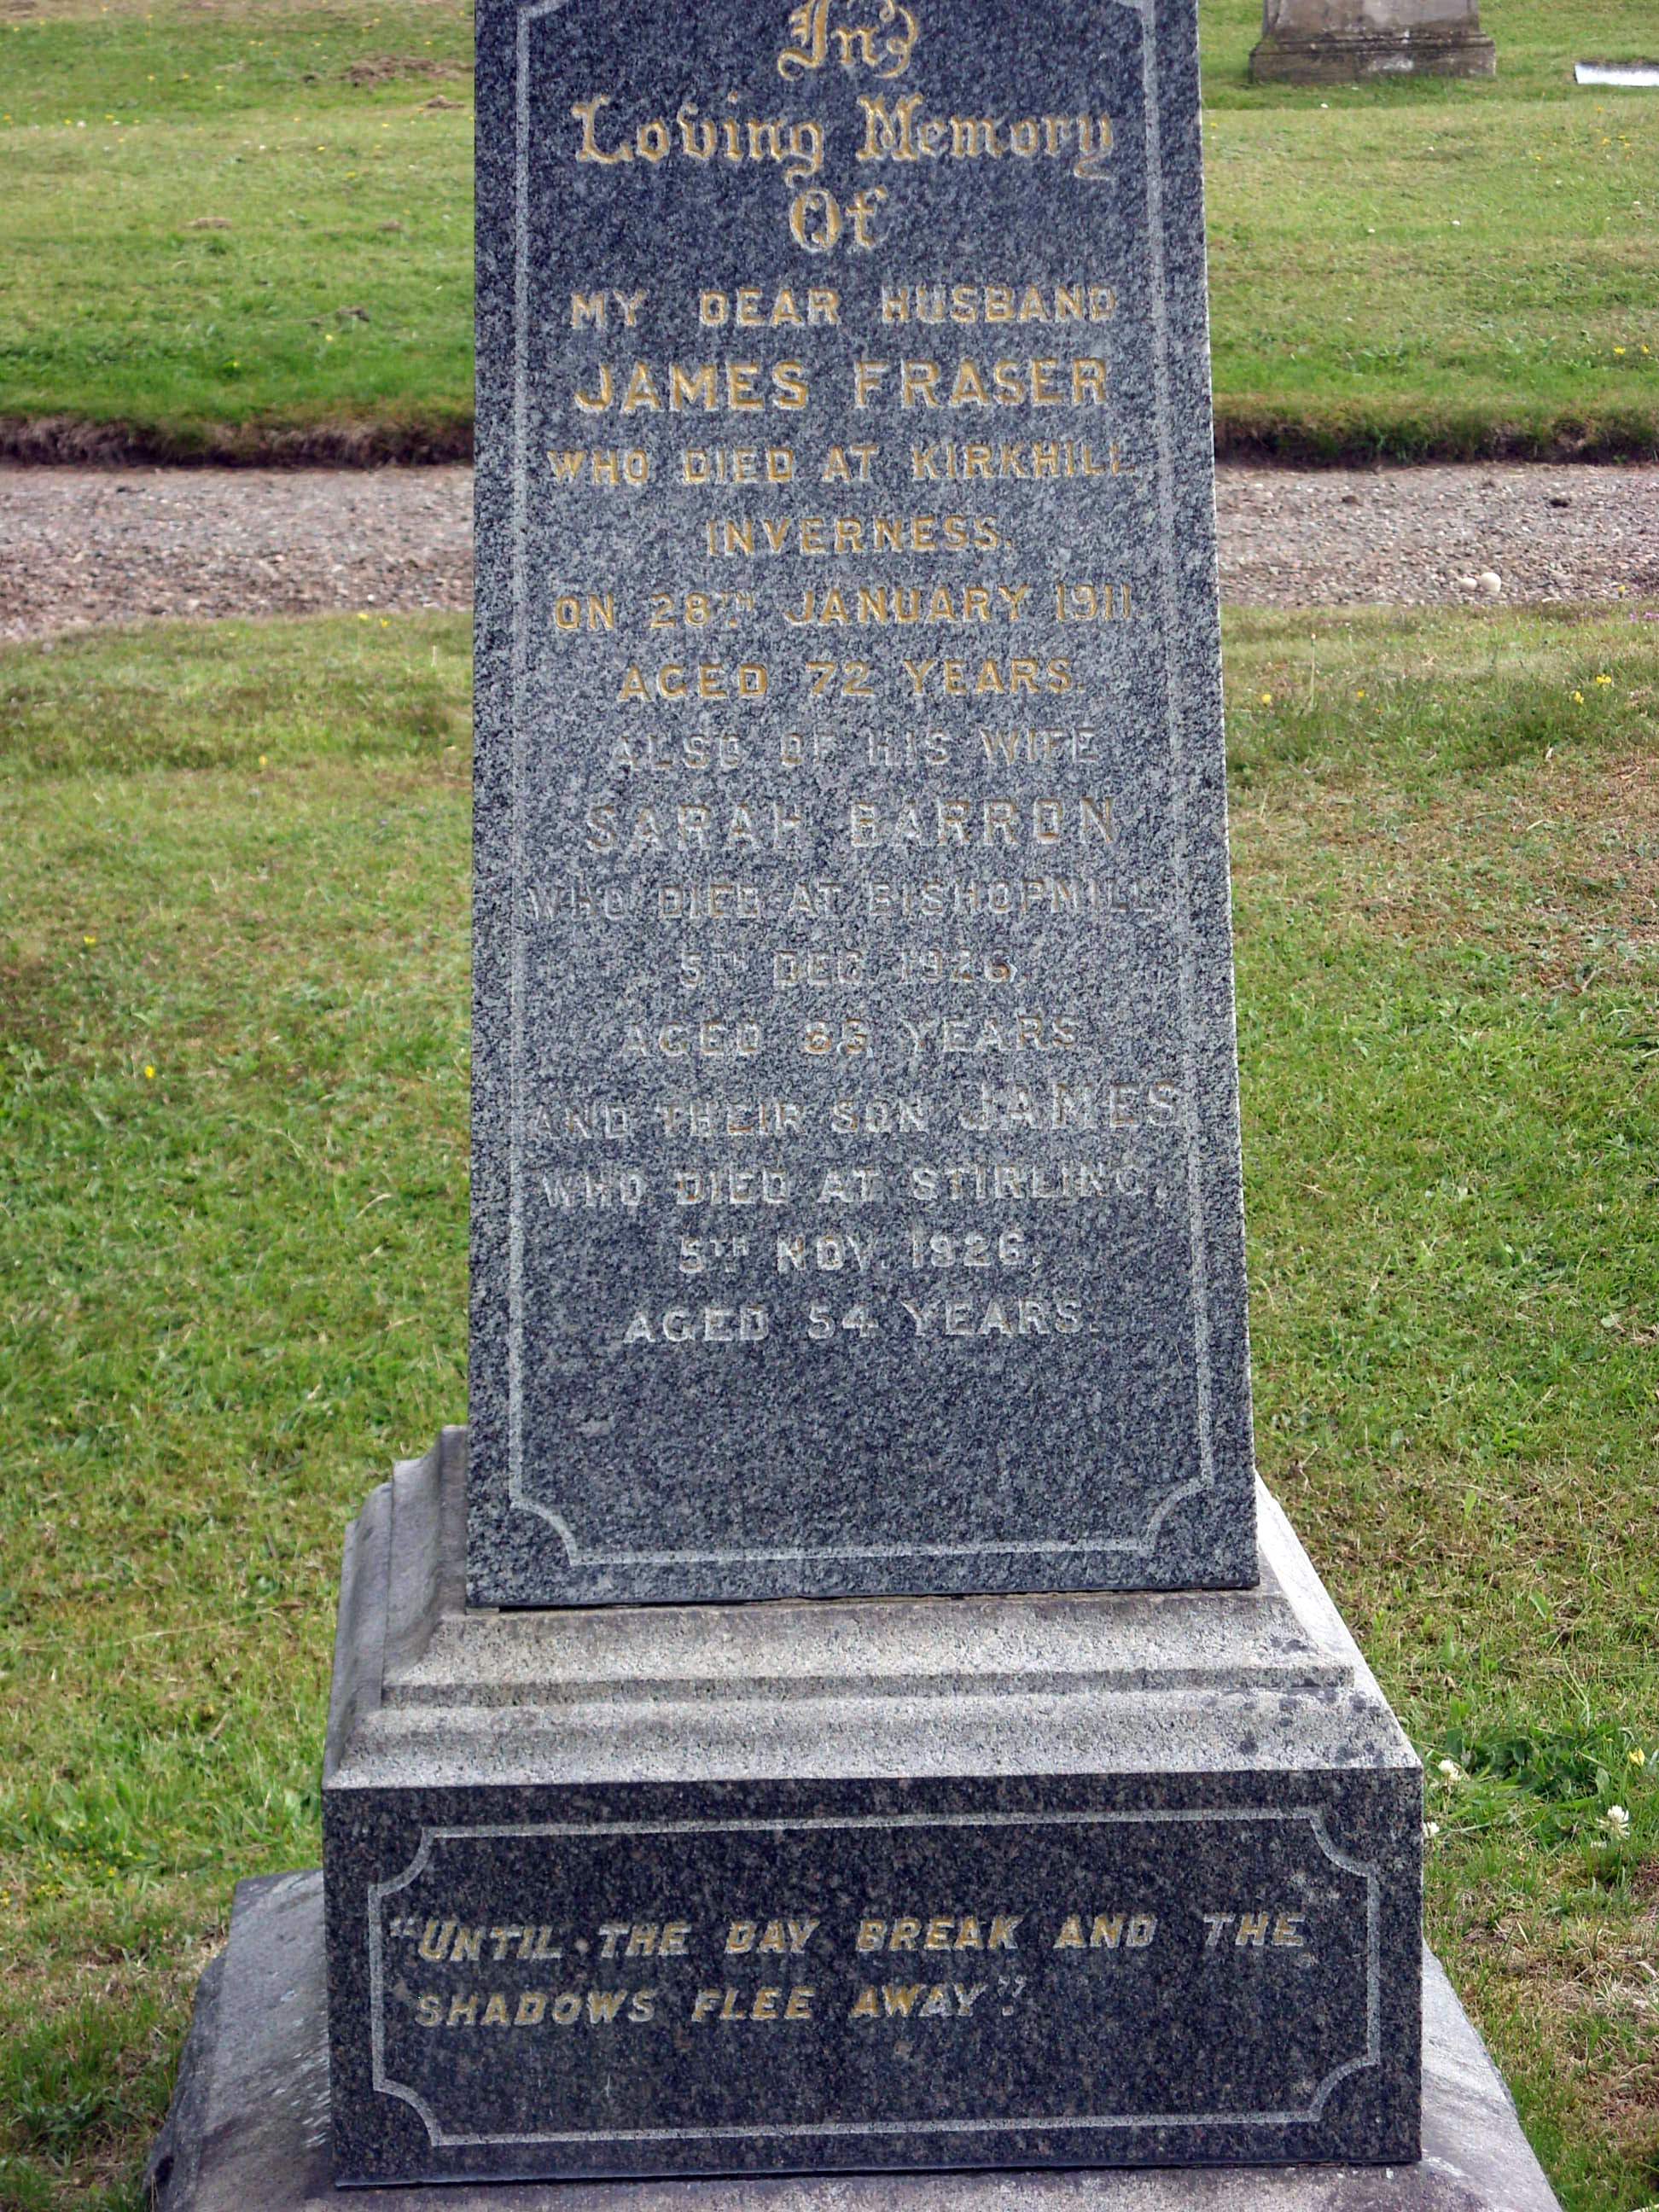 In
Loving Memory
Of
MY DEAR HUSBAND
JAMES FRASER
WHO DIED AT KIRKHILL,
INVERNESS,
ON 28TH JANUARY 1911
AGED 72 YEARS.
ALSO OF HIS WIFE
SARAH BARRON
WHO DIED AT BISHOPMILL
5TH DEC 1926,
AGED YEARS
AND THEIR SON JAMES
WHO DIED AT STIRLING,
5TH NOV. 1926,
AGED 54 YEARS.
"UNTIL THE DAY BREAK AND THE
SHADOWS FLEE AWAY".